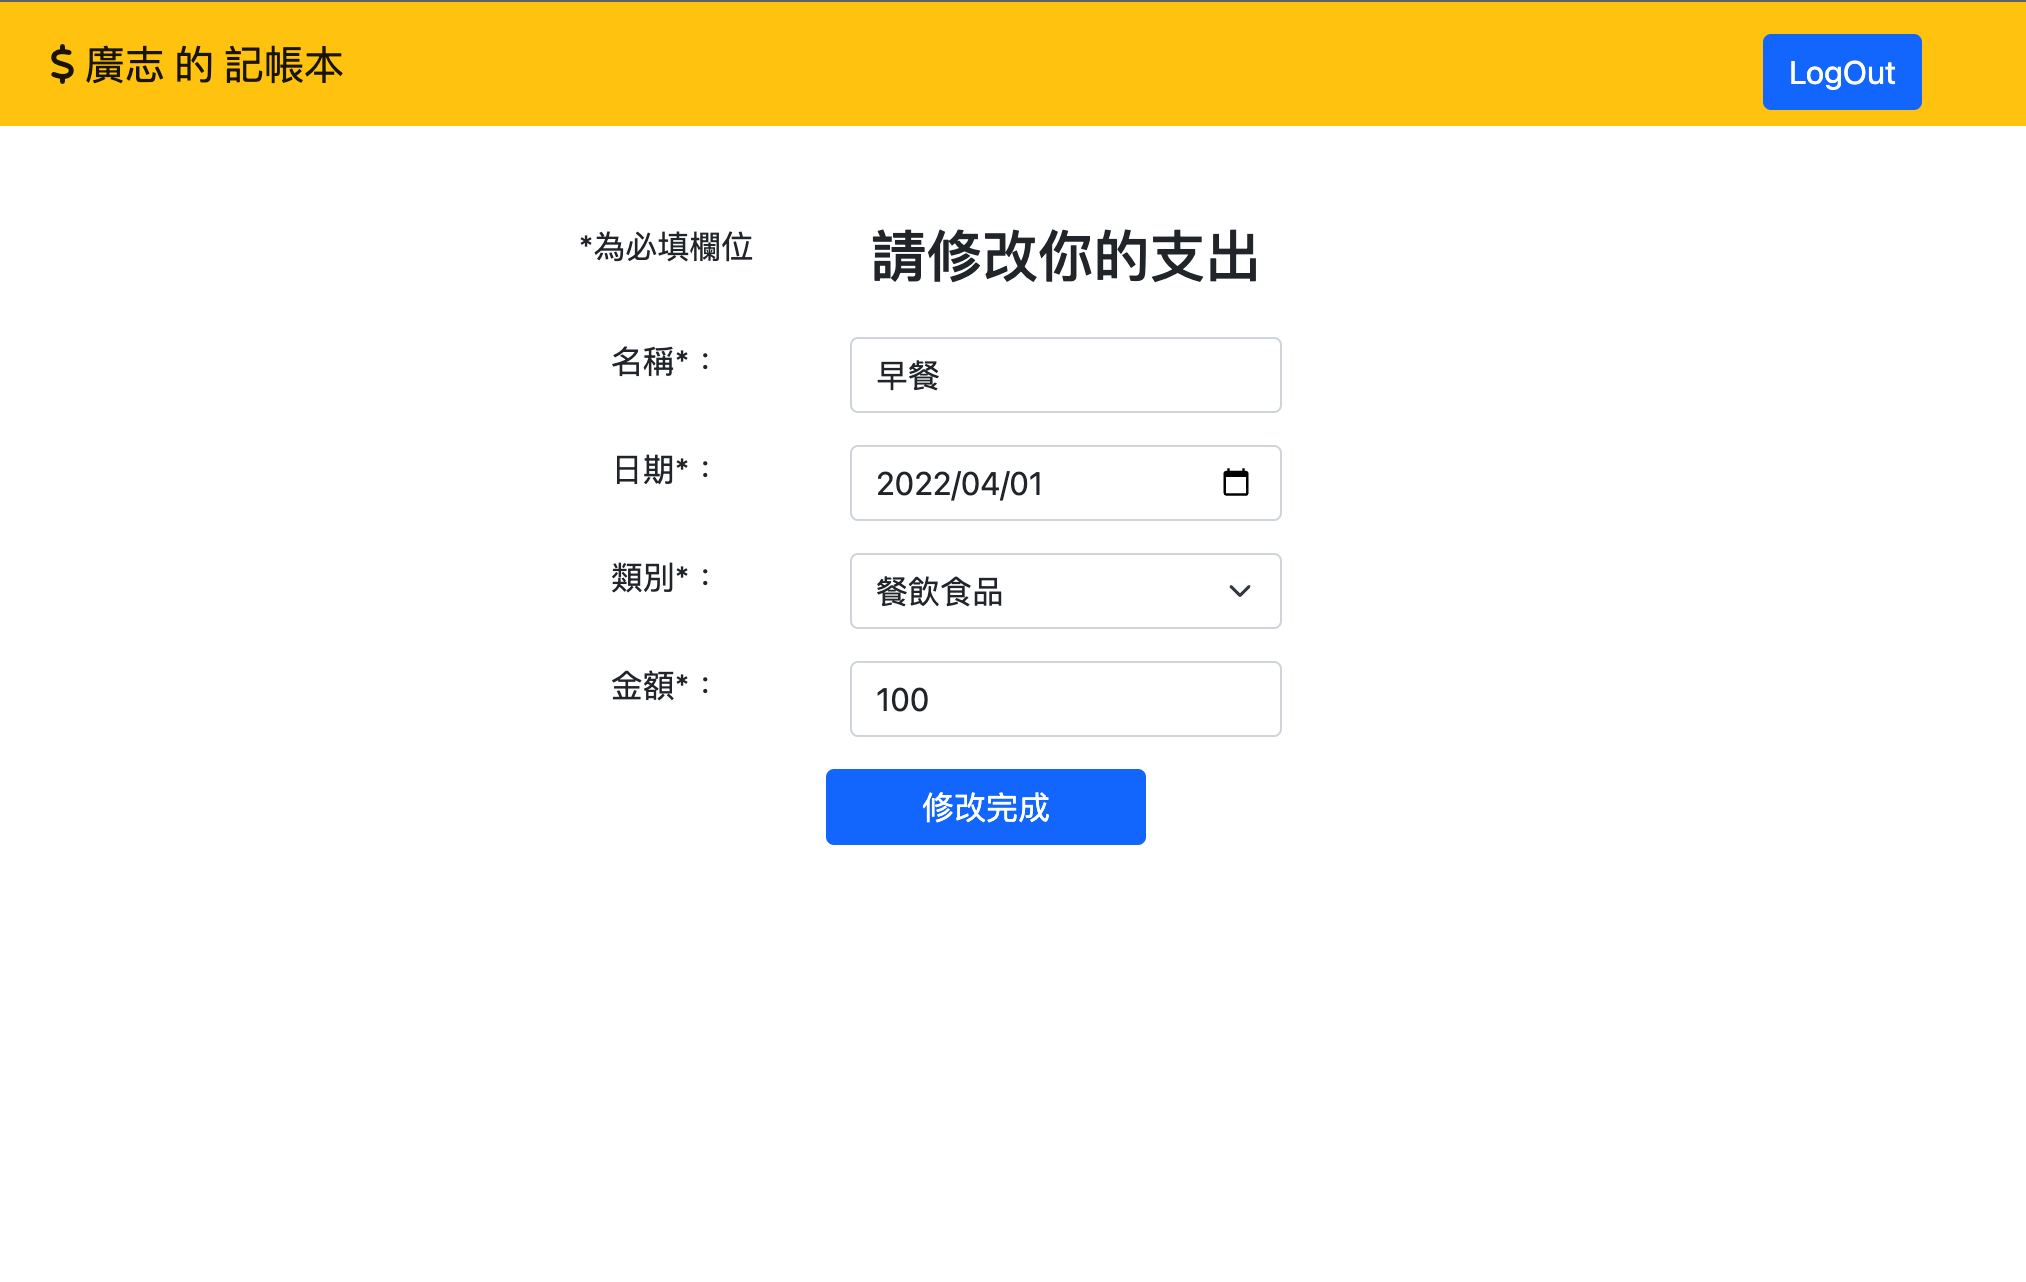 $ 廣志 的 記帳本
LogOut
*為必填欄位
請修改你的支出
名稱*：
早餐
日期*：
2022/04/01
類別*：
餐飲食品
金額*：
100
修改完成